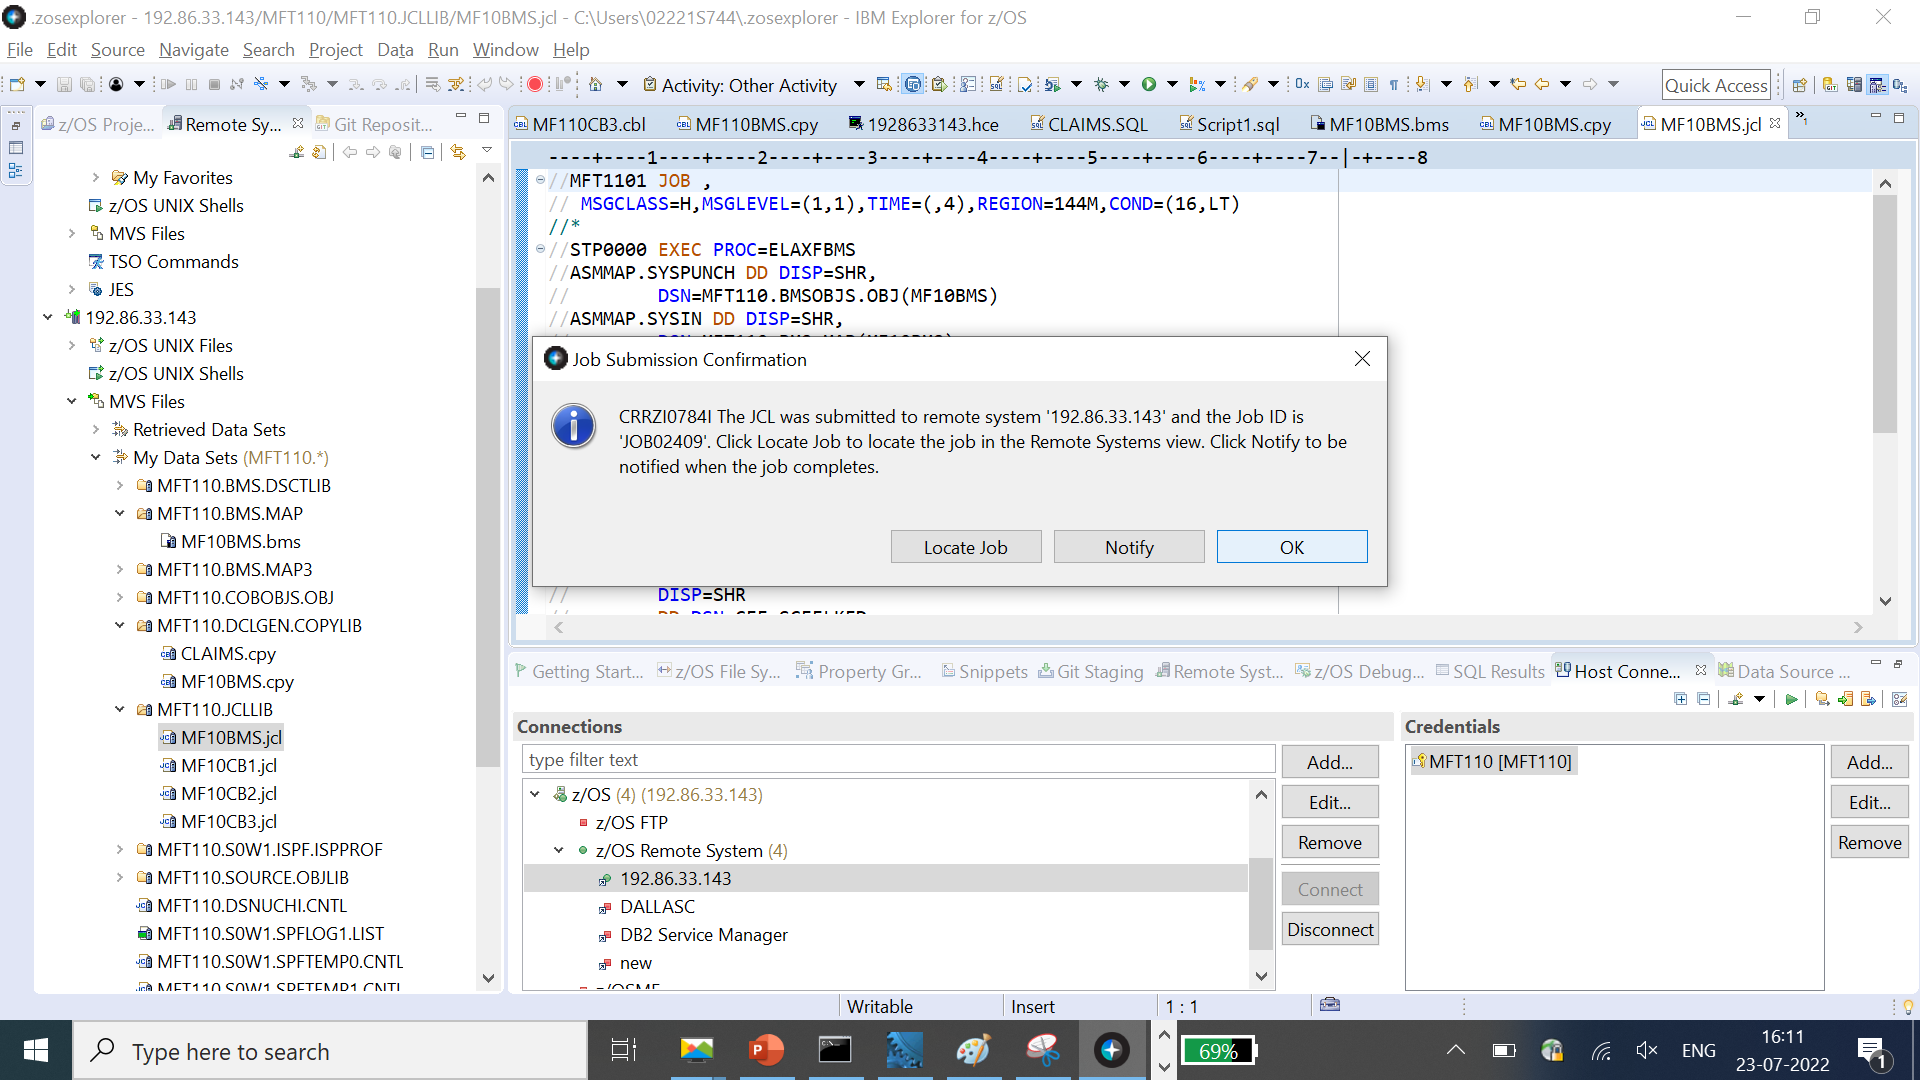 .zosexplorer - 192.86.33.143/MFT110/MFT110.JCLLIB/MF10BMS.jcl - C:\Users\02221S744\.zosexplorer - IBM Explorer for z/OS
File Edit Source Navigate Search Project Data Run Window Help
Activity: Other Activity
Quick Access
z/OS Proje...
Remote Sy...
Git Reposit...
My Favorites
z/OS UNIX Shells
MVS Files
TSO Commands
JES
192.86.33.143
z/OS UNIX Files
z/OS UNIX Shells
MVS Files
Retrieved Data Sets
My Data Sets (MFT110.*)
MFT110.BMS.DSCTLIB
MFT110.BMS.MAP
MF10BMS.bms
MFT110.BMS.MAP3
MFT110.COBOBJS.OBJ
MFT110.DCLGEN.COPYLIB
CLAIMS.cpy
MF10BMS.cpy
MFT110.JCLLIB
MF10BMS.jcl
MF10CB1.jcl
MF10CB2.jcl
MF10CB3.jcl
MFT110.S0W1.ISPF.ISPPROF
MFT110.SOURCE.OBJLIB
MFT110.DSNUCHI.CNTL
MFT110.S0W1.SPFLOG1.LIST
MFT110.S0W1.SPFTEMP0.CNTL
MFT110.S0W1.SPFTEMP1.CNTL
MF110CB3.cbl
MF110BMS.cpy
1928633143.hce
CLAIMS.SQL
Script1.sql
MF10BMS.bms
MF10BMS.cpy
MF10BMS.jcl
»1
----+----1----+----2----+----3----+----4----+----5----+----6----+----7--|-+----8
//MFT1101 JOB ,
// MSGCLASS=H,MSGLEVEL=(1,1),TIME=(,4),REGION=144M,COND=(16,LT)
//*
//STP0000 EXEC PROC=ELAXFBMS
//ASMMAP.SYSPUNCH DD DISP=SHR,
// DSN=MFT110.BMSOBJS.OBJ(MF10BMS)
//ASMMAP.SYSIN DD DISP=SHR,
Job Submission Confirmation
CRRZI0784I The JCL was submitted to remote system '192.86.33.143' and the Job ID is
'JOB02409'. Click Locate Job to locate the job in the Remote Systems view. Click Notify to be
notified when the job completes.
Locate Job
Notify
OK
// DISP=SHR
Getting Start...
z/OS File Sy...
Property Gr...
Snippets
Git Staging
Remote Syst...
z/OS Debug...
SQL Results
Host Conne...
Data Source ...
Connections
type filter text
z/OS (4) (192.86.33.143)
z/OS FTP
z/OS Remote System (4)
192.86.33.143
DALLASC
DB2 Service Manager
new
z/OSMF
Add...
Edit...
Remove
Connect
Disconnect
Credentials
MFT110 [MFT110]
Add...
Edit...
Remove
Writable
Insert
1 : 1
Type here to search
69%
ENG
16:11
23-07-2022
1